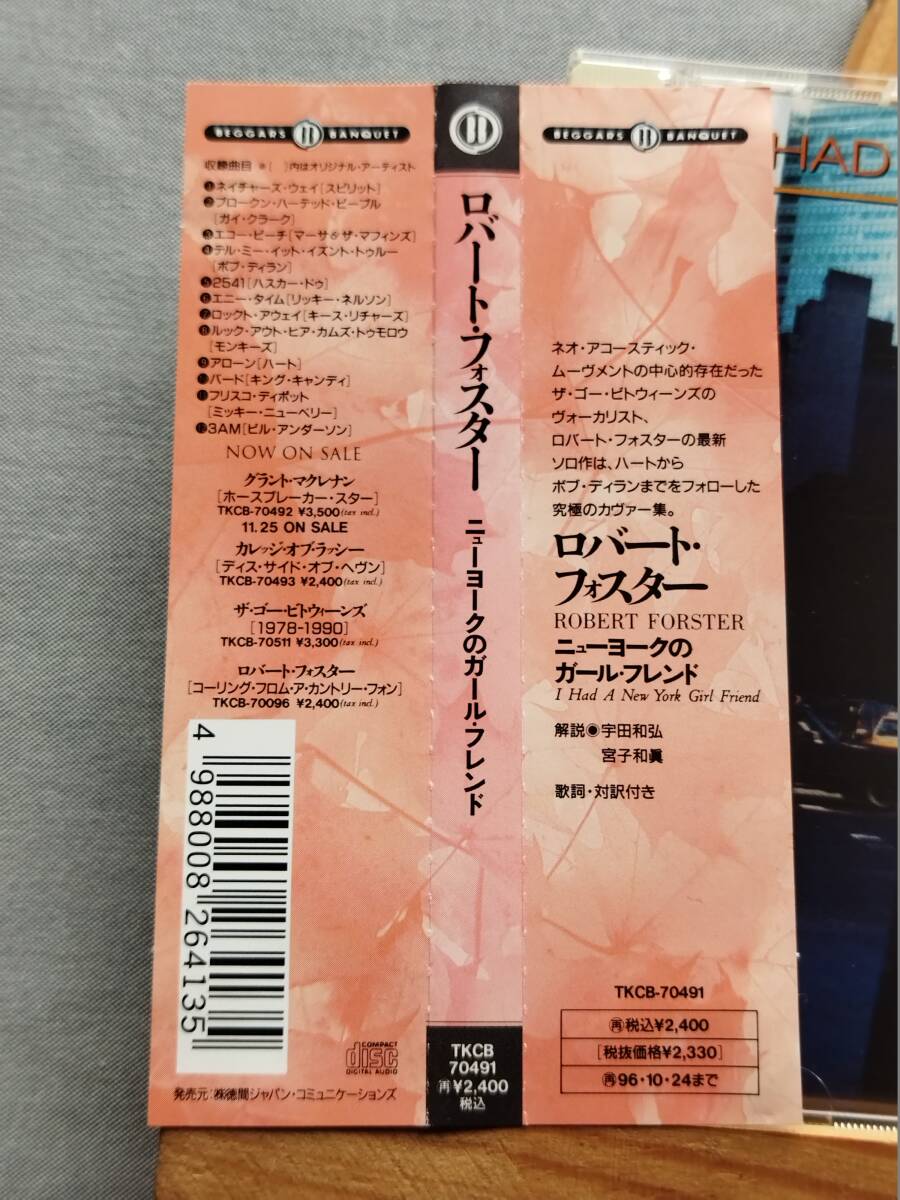 BEGGARS BANQUET
収録曲目 ※[ ]内はオリジナル・アーティスト
❶ネイチャーズ・ウェイ[スピリット]
❷ブロークン・ハーテッド・ピープル
[ガイ・クラーク]
❸エコー・ビーチ[マーサ&ザ・マフィンズ]
❹テル・ミー・イット・イズント・トゥルー
[ボブ・ディラン]
❺2541[ハスカー・ドゥ]
❻エニー・タイム[リッキー・ネルソン]
❼ロックト・アウェイ[キース・リチャーズ]
❽ルック・アウト・ヒア・カムズ・トゥモロウ
[モンキーズ]
❾アローン[ハート]
❿バード[キング・キャンディ]
⓫フリスコ・ディポット
[ミッキー・ニューベリー]
⓬3AM[ビル・アンダーソン]
NOW ON SALE
グラント・マクレナン
[ホースブレーカー・スター]
TKCB-70492 ¥3,500(tax incl.)
11.25 ON SALE
カレッジ・オブ・ラッシー
[ディス・サイド・オブ・ヘヴン]
TKCB-70493 ¥2,400(tax incl.)
ザ・ゴー・ビトウィーンズ
[1978-1990]
TKCB-70511 ¥3,300(tax incl.)
ロバート・フォスター
[コーリング・フロム・ア・カントリー・フォン]
TKCB-70096 ¥2,400(tax incl.)
4 988008 264135
COMPACT
disc
DIGITAL AUDIO
発売元:㈱徳間ジャパン・コミュニケーションズ
ロバート・フォスター ニューヨークのガール・フレンド
TKCB
70491
㊢¥2,400
税込
BEGGARS BANQUET
ネオ・アコースティック・
ムーヴメントの中心的存在だった
ザ・ゴー・ビトウィーンズの
ヴォーカリスト、
ロバート・フォスターの最新
ソロ作は、ハートから
ボブ・ディランまでをフォローした
究極のカヴァー集。
ロバート・
フォスター
ROBERT FORSTER
ニューヨークの
ガール・フレンド
I Had A New York Girl Friend
解説◉宇田和弘
宮子和眞
歌詞・対訳付き
TKCB-70491
㊢税込¥2,400
[税抜価格¥2,330]
㊢96・10・24まで
HAD